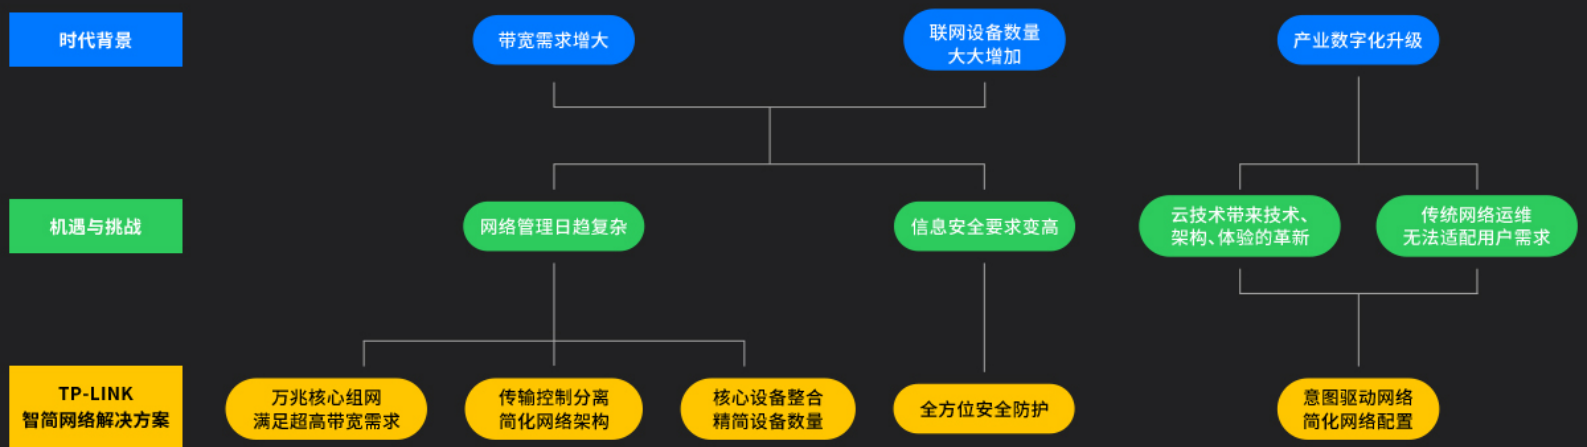 时代背景
带宽需求增大
联网设备数量
大大增加
产业数字化升级
机遇与挑战
网络管理日趋复杂
信息安全要求变高
云技术带来技术、
架构、体验的革新
传统网络运维
无法适配用户需求
TP-LINK
智简网络解决方案
万兆核心组网
满足超高带宽需求
传输控制分离
简化网络架构
核心设备整合
精简设备数量
全方位安全防护
意图驱动网络
简化网络配置